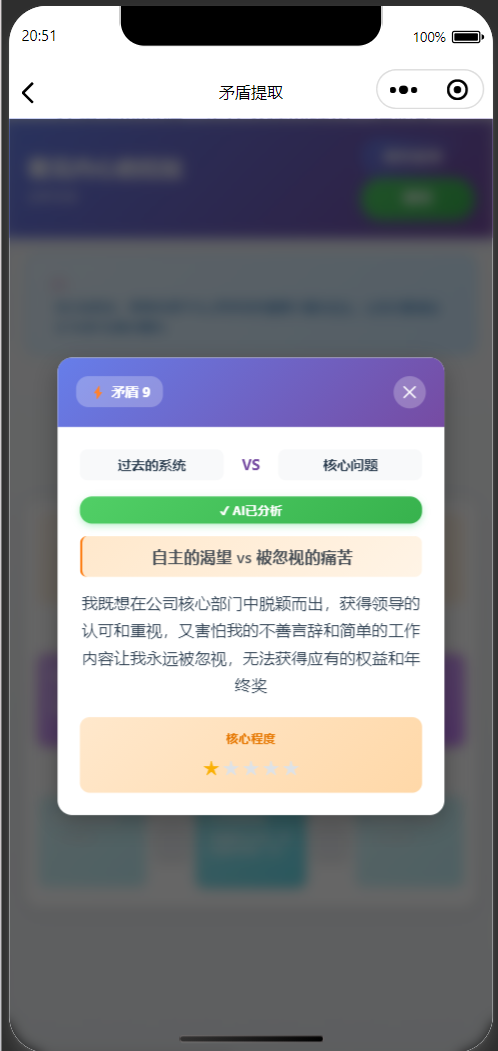 20:51
100%
矛盾提取
矛盾 9
过去的系统 VS 核心问题
✓ AI已分析
自主的渴望 vs 被忽视的痛苦
我既想在公司核心部门中脱颖而出，获得领导的
认可和重视，又害怕我的不善言辞和简单的工作
内容让我永远被忽视，无法获得应有的权益和年
终奖
核心程度